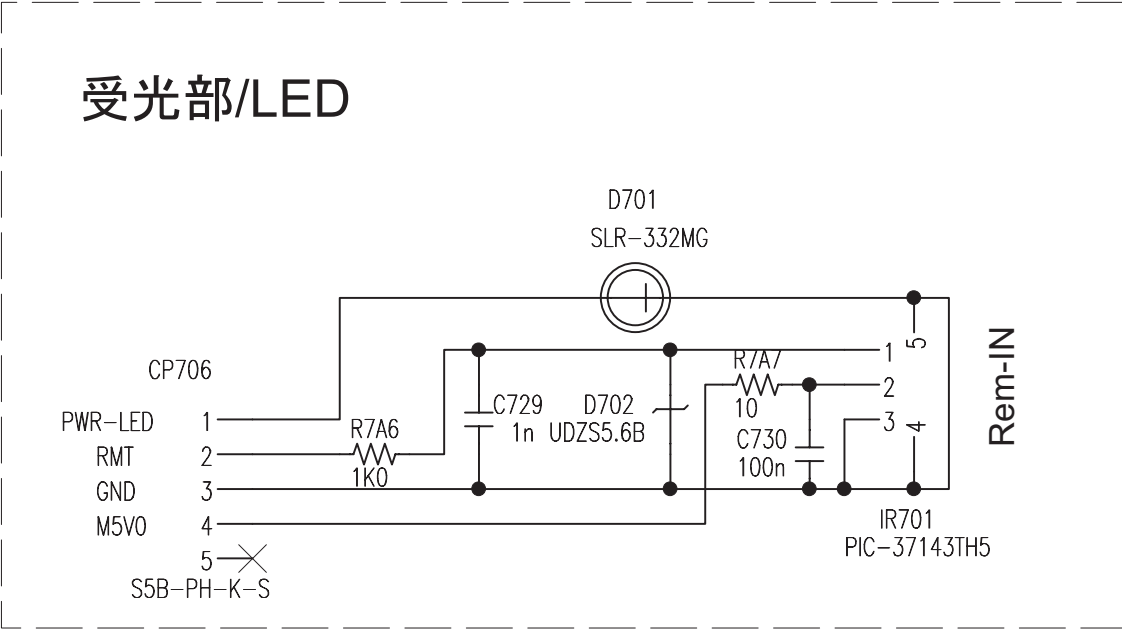 受光部/LED
D701
SLR-332MG
CP706
PWR-LED 1
RMT 2
GND 3
M5V0 4
5
S5B-PH-K-S
R7A6
1K0
C729
1n
D702
UDZS5.6B
R7A7
10
C730
100n
1
2
3
5
4
Rem-IN
IR701
PIC-37143TH5